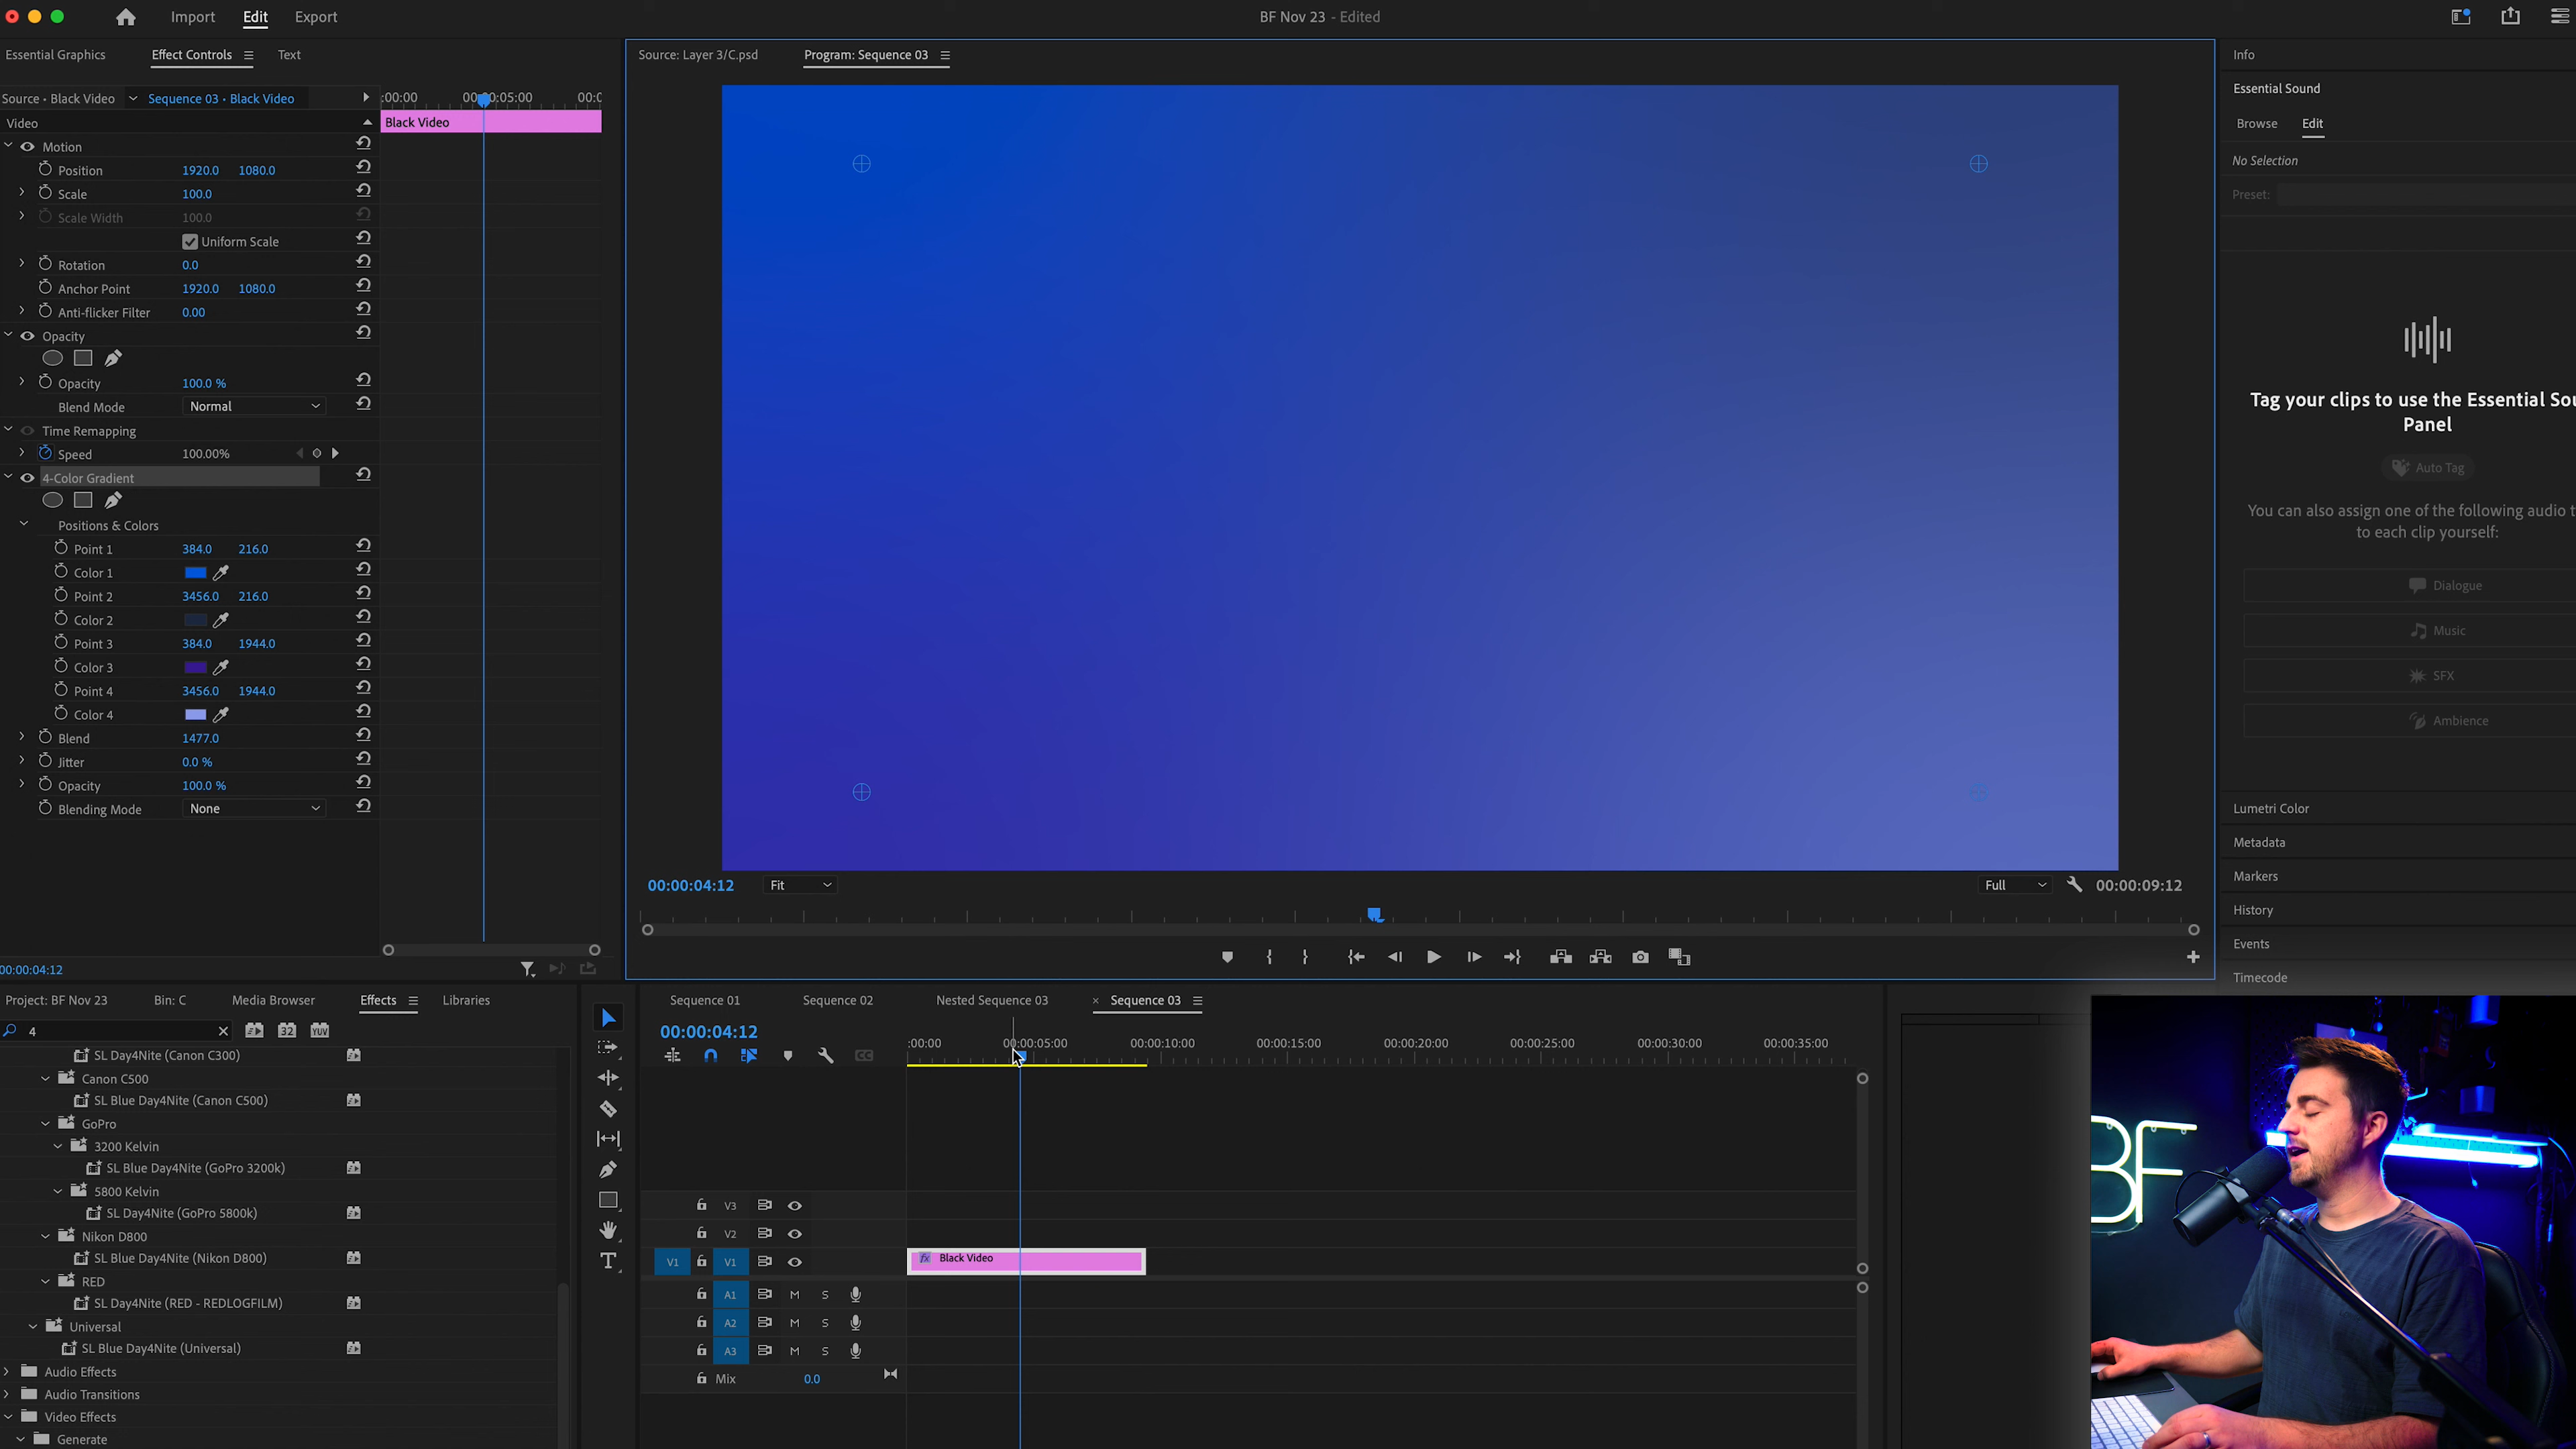 Import Edit Export BF Nov 23 - Edited
Essential Graphics Effect Controls Text
Source: Layer 3/C.psd Program: Sequence 03
Source • Black Video Sequence 03 • Black Video
:00:00 00:00:05:00 00:0
Video
Black Video
Motion
Position 1920.0 1080.0
Scale 100.0
Scale Width 100.0
Uniform Scale
Rotation 0.0
Anchor Point 1920.0 1080.0
Anti-flicker Filter 0.00
Opacity
Opacity 100.0 %
Blend Mode Normal
Time Remapping
Speed 100.00%
4-Color Gradient
Positions & Colors
Point 1 384.0 216.0
Color 1
Point 2 3456.0 216.0
Color 2
Point 3 384.0 1944.0
Color 3
Point 4 3456.0 1944.0
Color 4
Blend 1477.0
Jitter 0.0 %
Opacity 100.0 %
Blending Mode None
00:00:04:12
00:00:04:12 Fit Full 00:00:09:12
Info
Essential Sound
Browse Edit
No Selection
Preset:
Tag your clips to use the Essential Sou
Panel
Auto Tag
You can also assign one of the following audio t
to each clip yourself:
Dialogue
Music
SFX
Ambience
Lumetri Color
Metadata
Markers
History
Events
Timecode
Project: BF Nov 23 Bin: C Media Browser Effects Libraries
4
32 YUV
SL Day4Nite (Canon C300)
Canon C500
SL Blue Day4Nite (Canon C500)
GoPro
3200 Kelvin
SL Blue Day4Nite (GoPro 3200k)
5800 Kelvin
SL Day4Nite (GoPro 5800k)
Nikon D800
SL Blue Day4Nite (Nikon D800)
RED
SL Day4Nite (RED - REDLOGFILM)
Universal
SL Blue Day4Nite (Universal)
Audio Effects
Audio Transitions
Video Effects
Generate
Sequence 01 Sequence 02 Nested Sequence 03 × Sequence 03
00:00:04:12
:00:00 00:00:05:00 00:00:10:00 00:00:15:00 00:00:20:00 00:00:25:00 00:00:30:00 00:00:35:00
CC
V3
V2
V1 V1 fx Black Video
A1 M S
A2 M S
A3 M S
Mix 0.0
BF